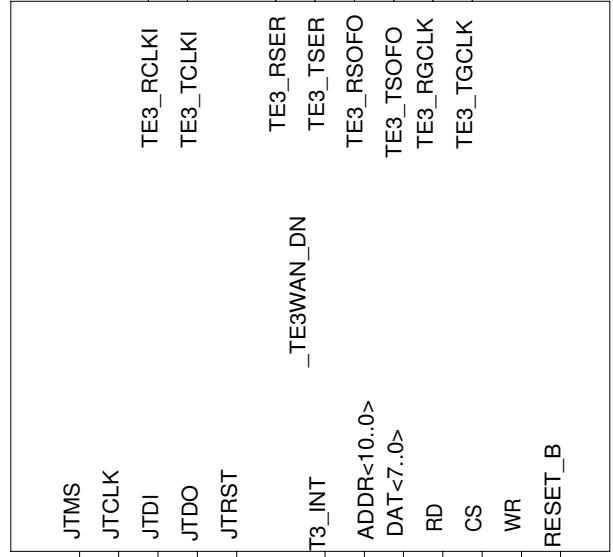 TE3_RCLKI
TE3_TCLKI
TE3_RSER
TE3_TSER
TE3_RSOFO
TE3_TSOFO
TE3_RGCLK
TE3_TGCLK
_TE3WAN_DN
JTMS
JTCLK
JTDI
JTDO
JTRST
T3_INT
ADDR<10..0>
DAT<7..0>
RD
CS
WR
RESET_B